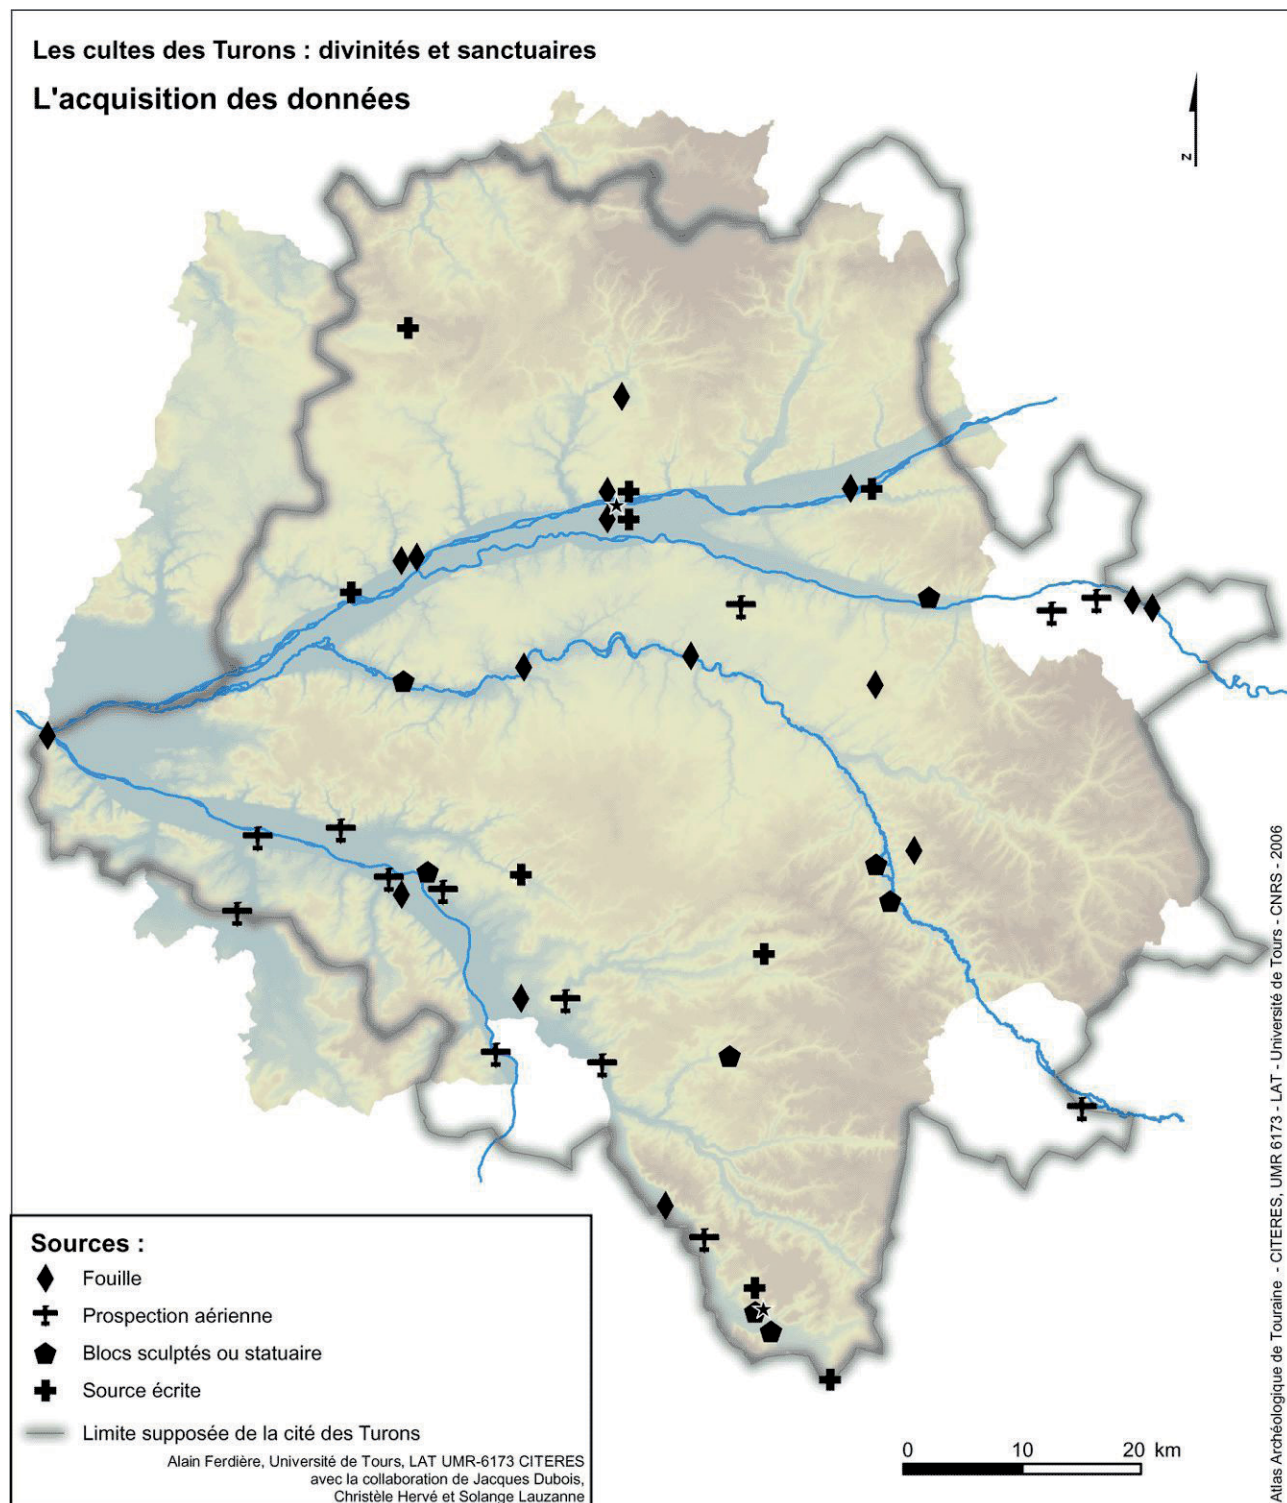 Les cultes des Turons : divinités et sanctuaires
L'acquisition des données
z
Sources :
Fouille
Prospection aérienne
Blocs sculptés ou statuaire
Source écrite
Limite supposée de la cité des Turons
Alain Ferdière, Université de Tours, LAT UMR-6173 CITERES
avec la collaboration de Jacques Dubois,
Christèle Hervé et Solange Lauzanne
0 10 20 km
Atlas Archéologique de Touraine - CITERES, UMR 6173 - LAT - Université de Tours - CNRS - 2006